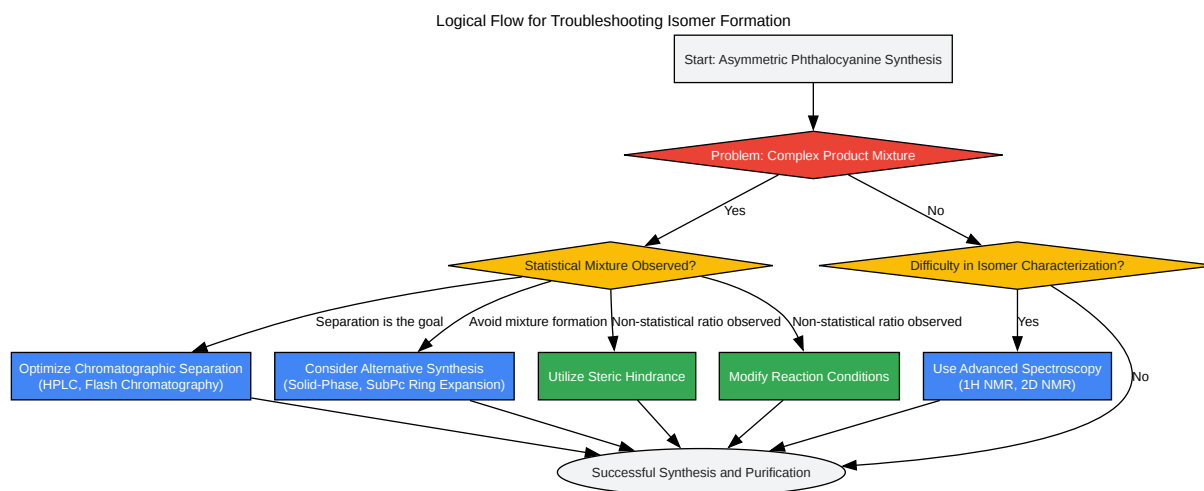 Logical Flow for Troubleshooting Isomer Formation
Start: Asymmetric Phthalocyanine Synthesis
Problem: Complex Product Mixture
Yes
No
Statistical Mixture Observed?
Difficulty in Isomer Characterization?
Separation is the goal
Avoid mixture formation
Non-statistical ratio observed
Non-statistical ratio observed
Yes
Optimize Chromatographic Separation
(HPLC, Flash Chromatography)
Consider Alternative Synthesis
(Solid-Phase, SubPc Ring Expansion)
Utilize Steric Hindrance
Modify Reaction Conditions
Use Advanced Spectroscopy
(1H NMR, 2D NMR)
No
Successful Synthesis and Purification